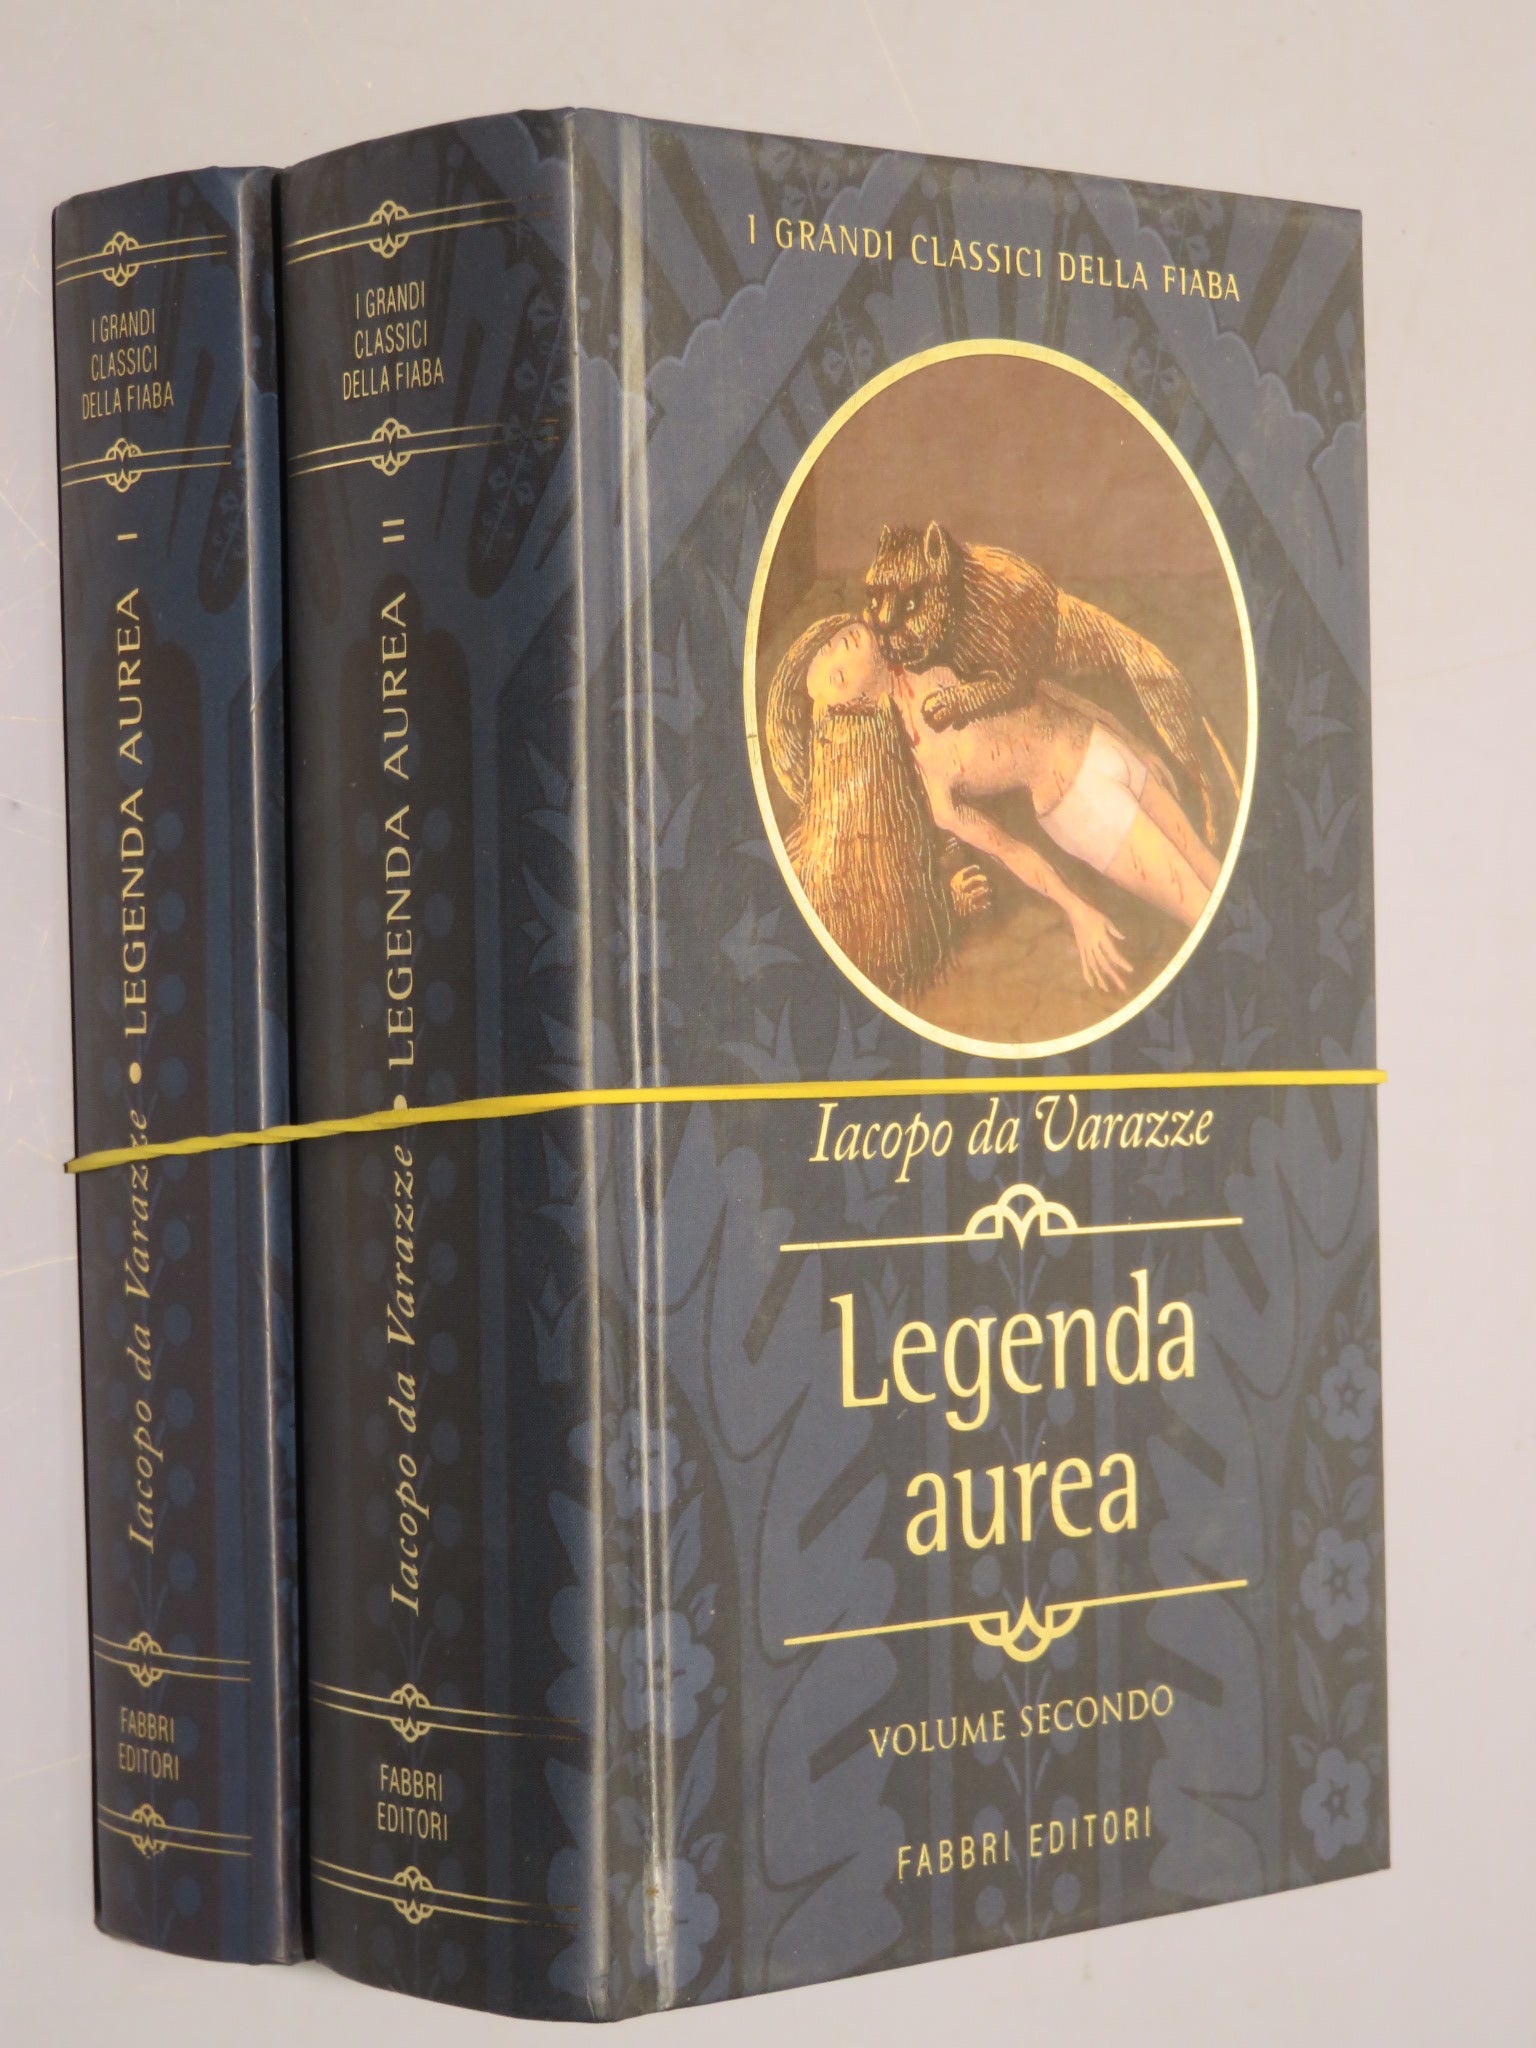 I GRANDI
CLASSICI
DELLA FIABA
Iacopo da Varazze • LEGENDA AUREA I
FABBRI
EDITORI
I GRANDI
CLASSICI
DELLA FIABA
Iacopo da Varazze • LEGENDA AUREA II
FABBRI
EDITORI
I GRANDI CLASSICI DELLA FIABA
Iacopo da Varazze
Legenda
aurea
VOLUME SECONDO
FABBRI EDITORI